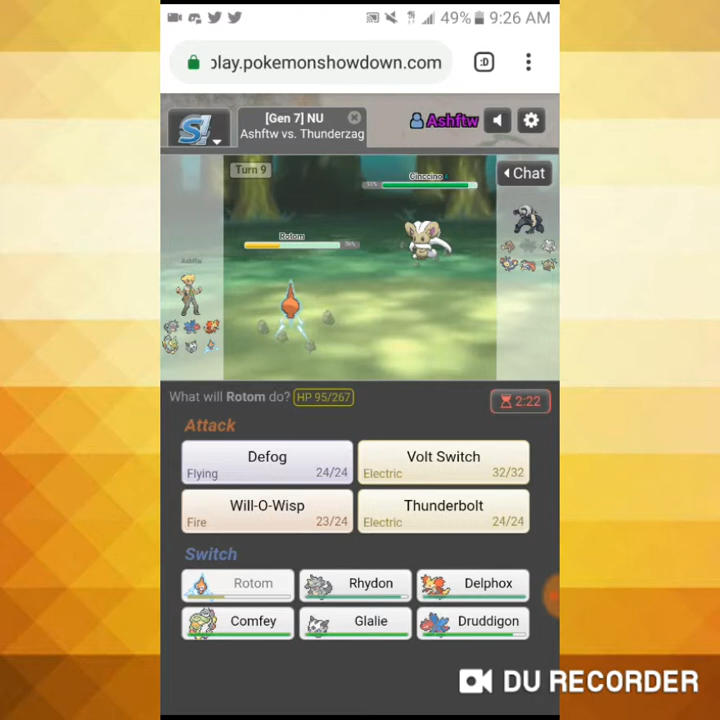 49% 9:26 AM
play.pokemonshowdown.com
:D
[Gen 7] NU
Ashftw vs. Thunderzag
Ashftw
Turn 9
Chat
Cinccino
Rotom
Ashftw
What will Rotom do? HP 95/267
2:22
Attack
Defog
Flying 24/24
Volt Switch
Electric 32/32
Will-O-Wisp
Fire 23/24
Thunderbolt
Electric 24/24
Switch
Rotom
Rhydon
Delphox
Comfey
Glalie
Druddigon
DU RECORDER